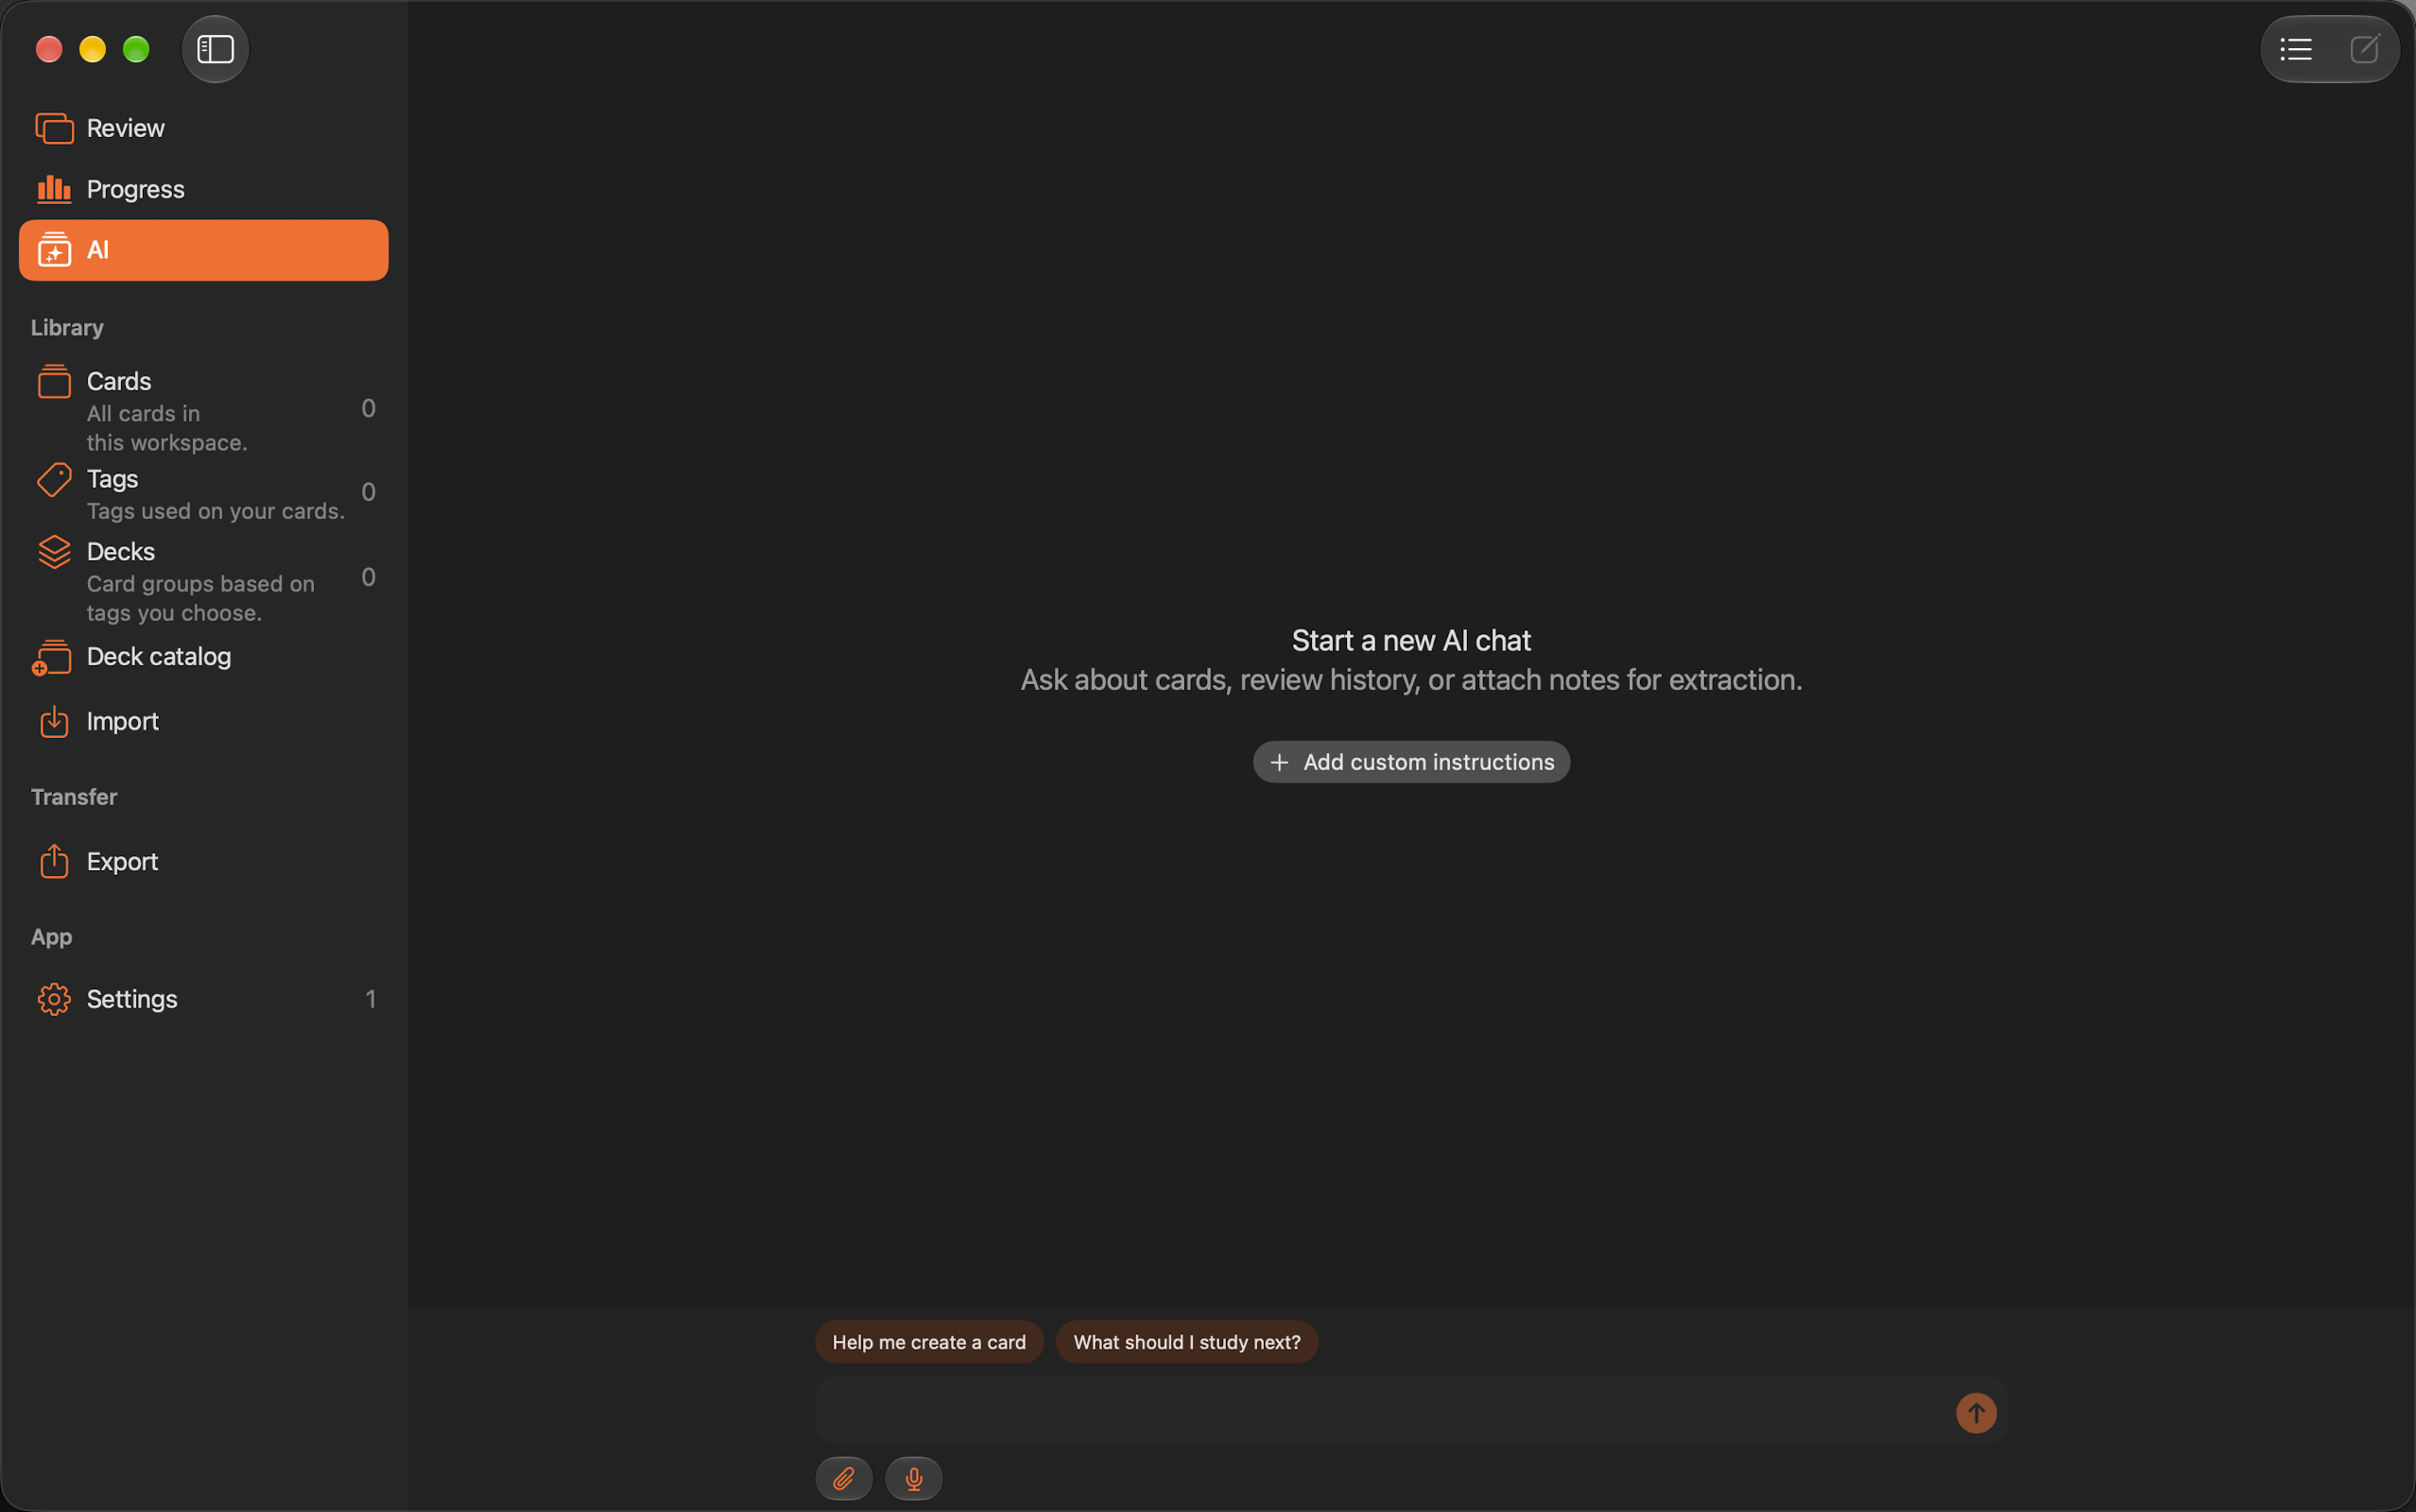 Review
Progress
AI
Library
Cards
All cards in
this workspace.
0
Tags
Tags used on your cards.
0
Decks
Card groups based on
tags you choose.
0
Deck catalog
Import
Transfer
Export
App
Settings
1
Start a new AI chat
Ask about cards, review history, or attach notes for extraction.
Add custom instructions
Help me create a card
What should I study next?